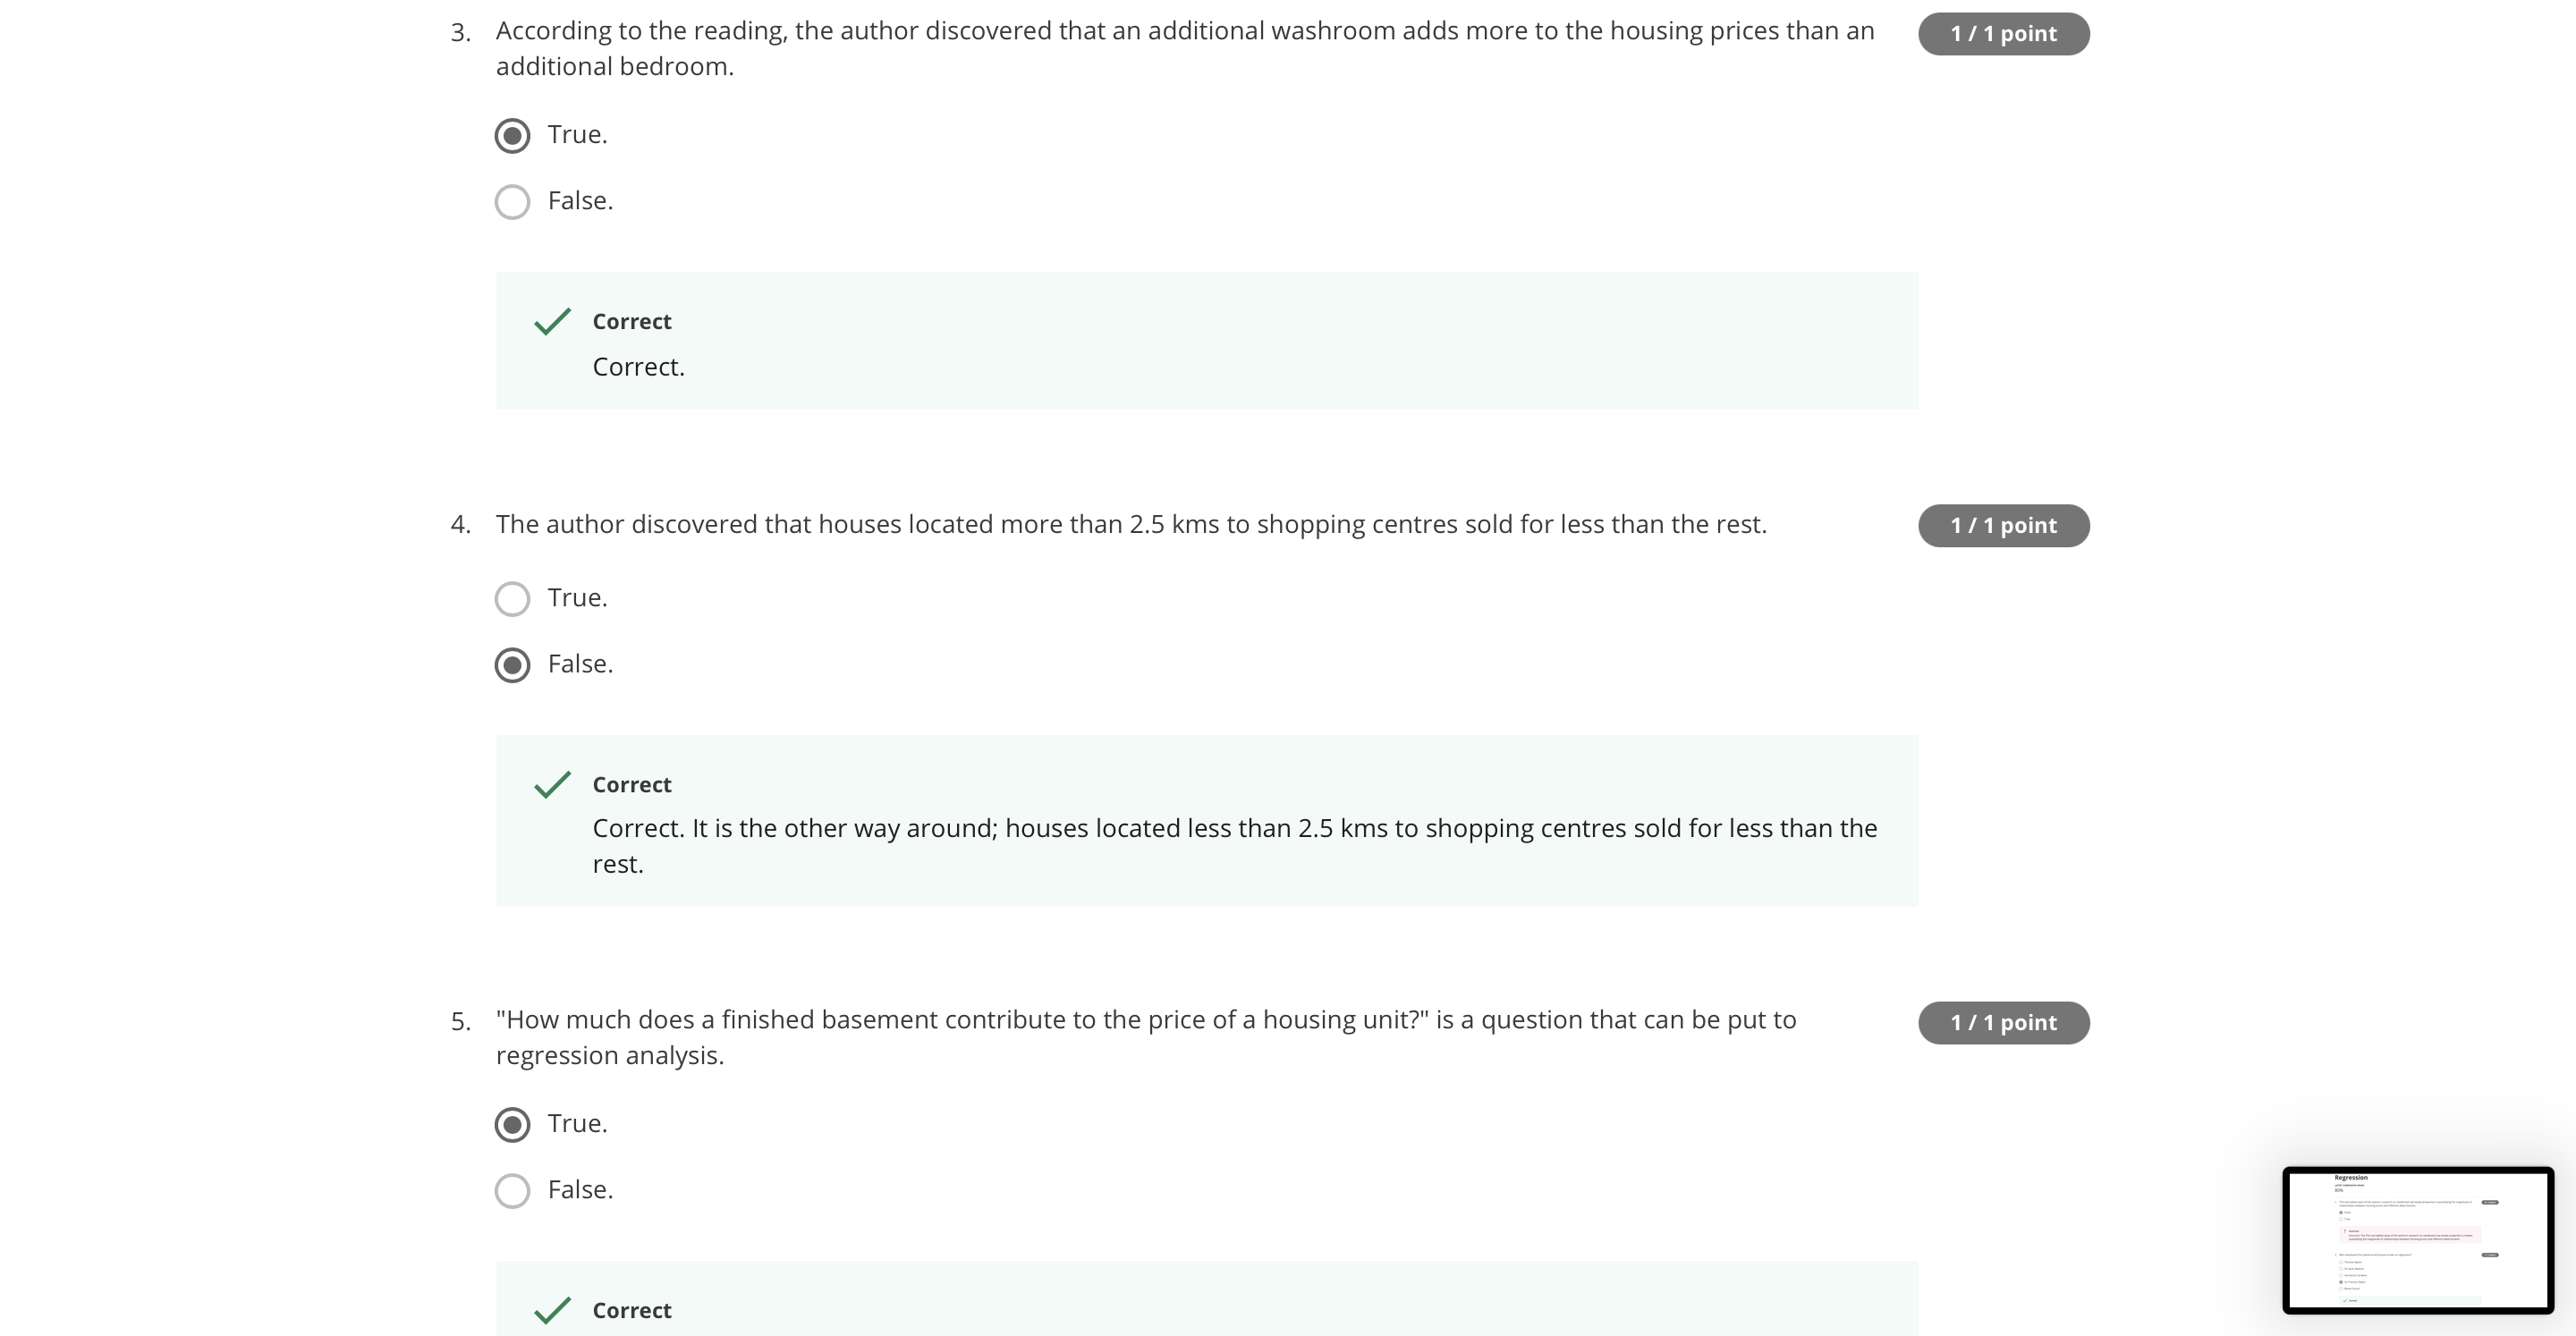 3. According to the reading, the author discovered that an additional washroom adds more to the housing prices than an
additional bedroom.
1 / 1 point
True.
False.
Correct
Correct.
4. The author discovered that houses located more than 2.5 kms to shopping centres sold for less than the rest.
1 / 1 point
True.
False.
Correct
Correct. It is the other way around; houses located less than 2.5 kms to shopping centres sold for less than the
rest.
5. "How much does a finished basement contribute to the price of a housing unit?" is a question that can be put to
regression analysis.
1 / 1 point
True.
False.
Correct
Regression
80%